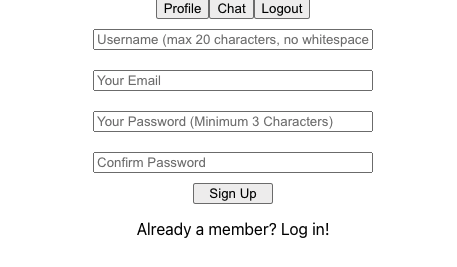 Profile Chat Logout
Username (max 20 characters, no whitespace
Your Email
Your Password (Minimum 3 Characters)
Confirm Password
Sign Up
Already a member? Log in!